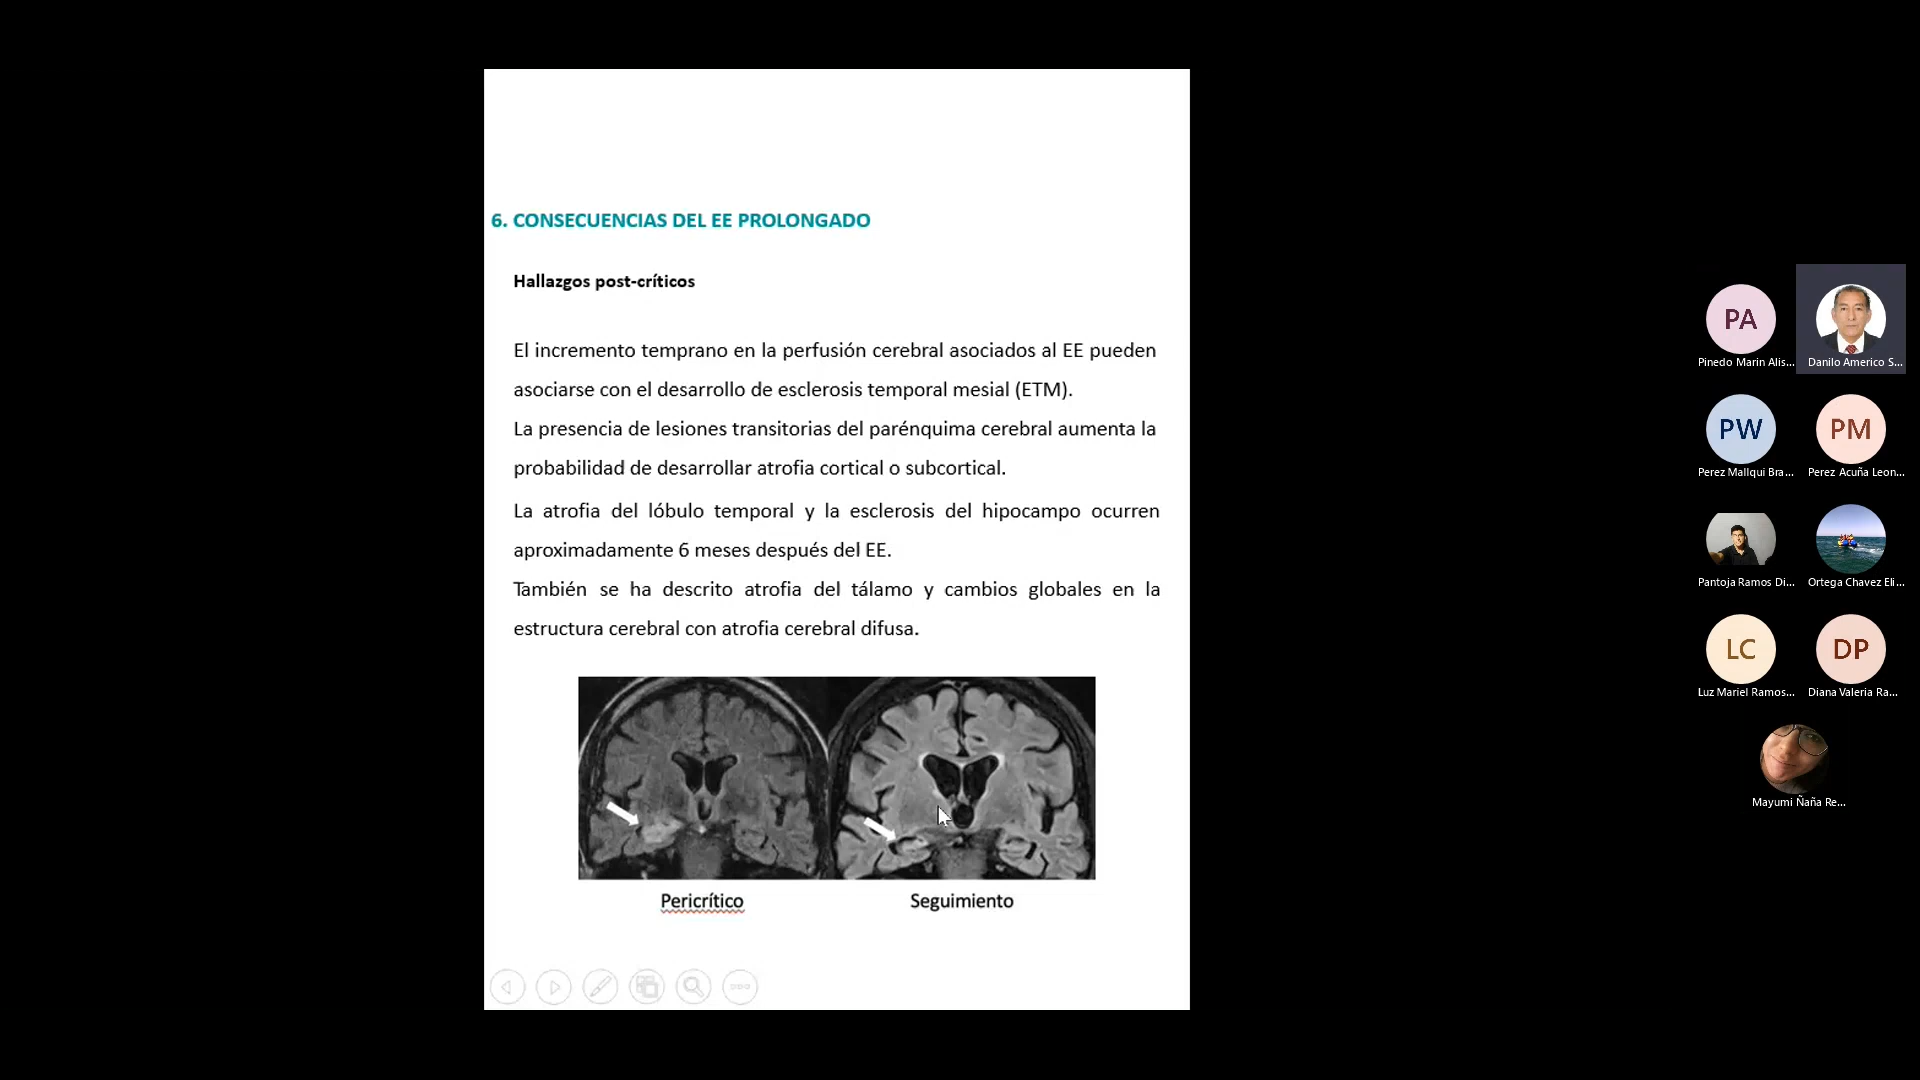 6. CONSECUENCIAS DEL EE PROLONGADO
Hallazgos post-críticos
El incremento temprano en la perfusión cerebral asociados al EE pueden
asociarse con el desarrollo de esclerosis temporal mesial (ETM).
La presencia de lesiones transitorias del parénquima cerebral aumenta la
probabilidad de desarrollar atrofia cortical o subcortical.
La atrofia del lóbulo temporal y la esclerosis del hipocampo ocurren
aproximadamente 6 meses después del EE.
También se ha descrito atrofia del tálamo y cambios globales en la
estructura cerebral con atrofia cerebral difusa.
Pericrítico
Seguimiento
PA
Pinedo Marin Alis...
Danilo Americo S...
PW
Perez Mallqui Bra...
PM
Perez Acuña Leon...
Pantoja Ramos Di...
Ortega Chavez Eli...
LC
Luz Mariel Ramos...
DP
Diana Valeria Ra...
Mayumi Ñaña Re...